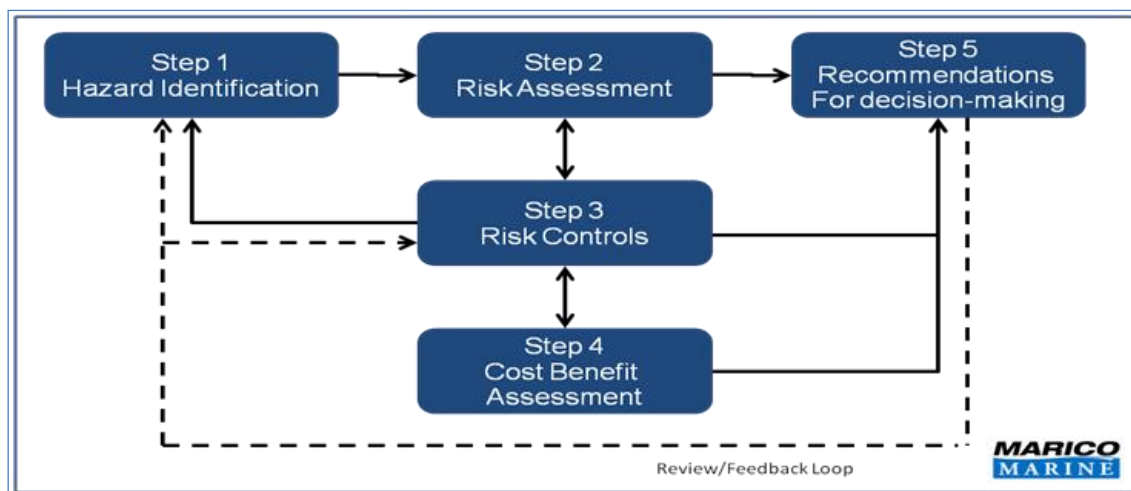 Step 1
Hazard Identification
Step 2
Risk Assessment
Step 5
Recommendations
For decision-making
Step 3
Risk Controls
Step 4
Cost Benefit
Assessment
Review/Feedback Loop
MARICO
MARINE